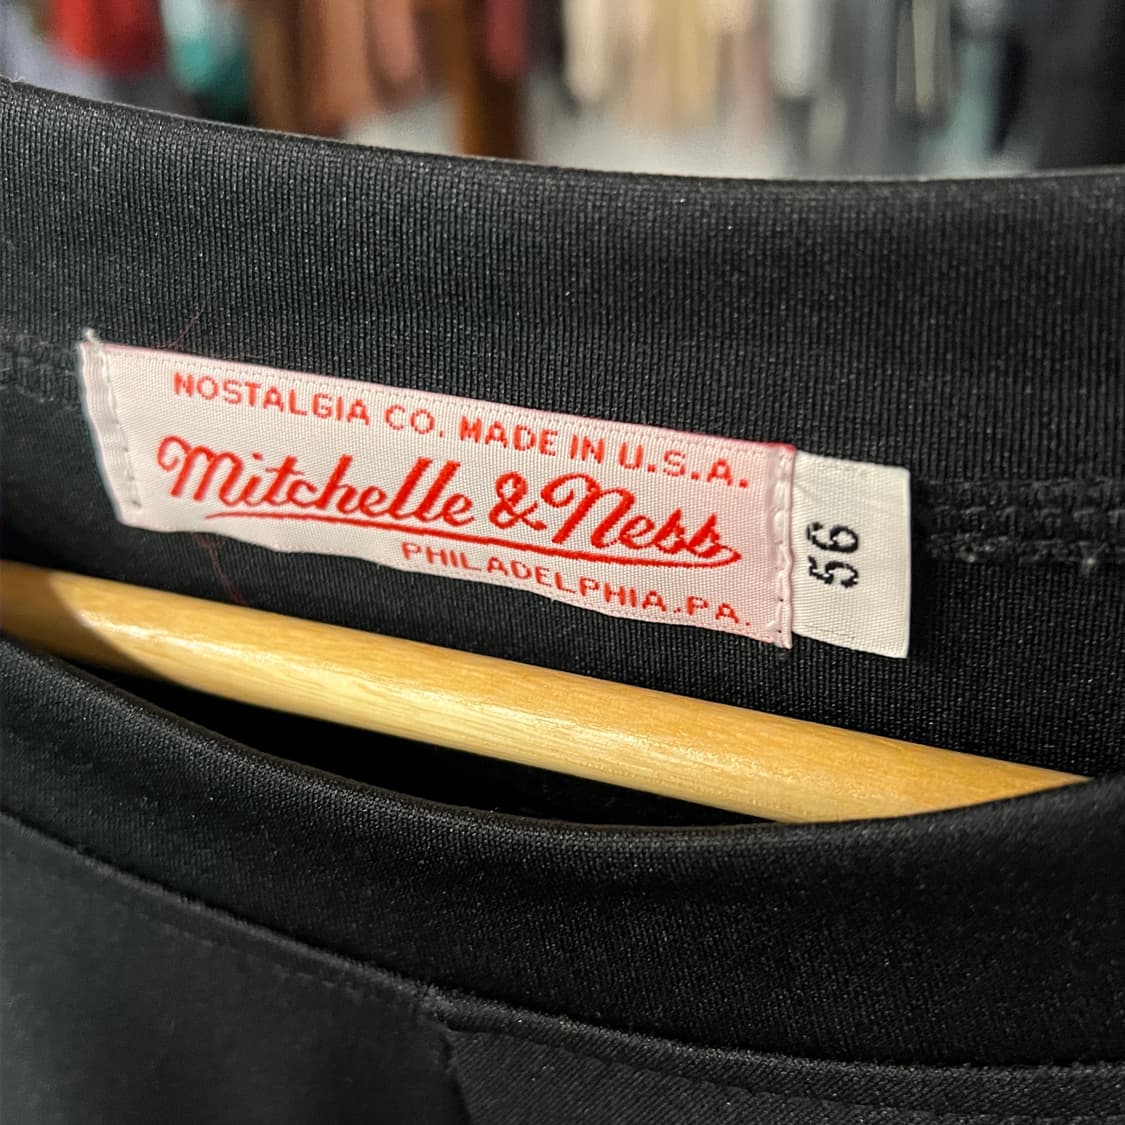 NOSTALGIA CO. MADE IN U.S.A.
Mitchelle & Ness
PHILADELPHIA.PA.
56